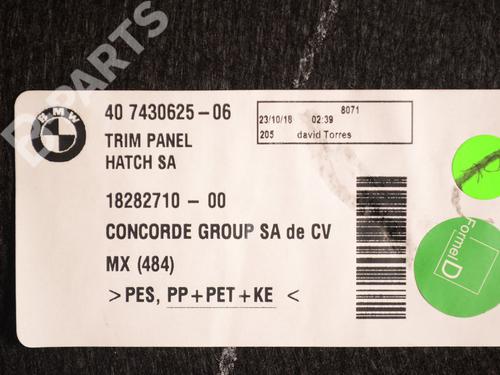 B-PARTS
BMW
40 7430625-06
TRIM PANEL
HATCH SA
8071
23/10/18 02:39
205 david Torres
18282710-00
CONCORDE GROUP SA de CV
MX (484)
>PES, PP+PET+KE <
Formel D